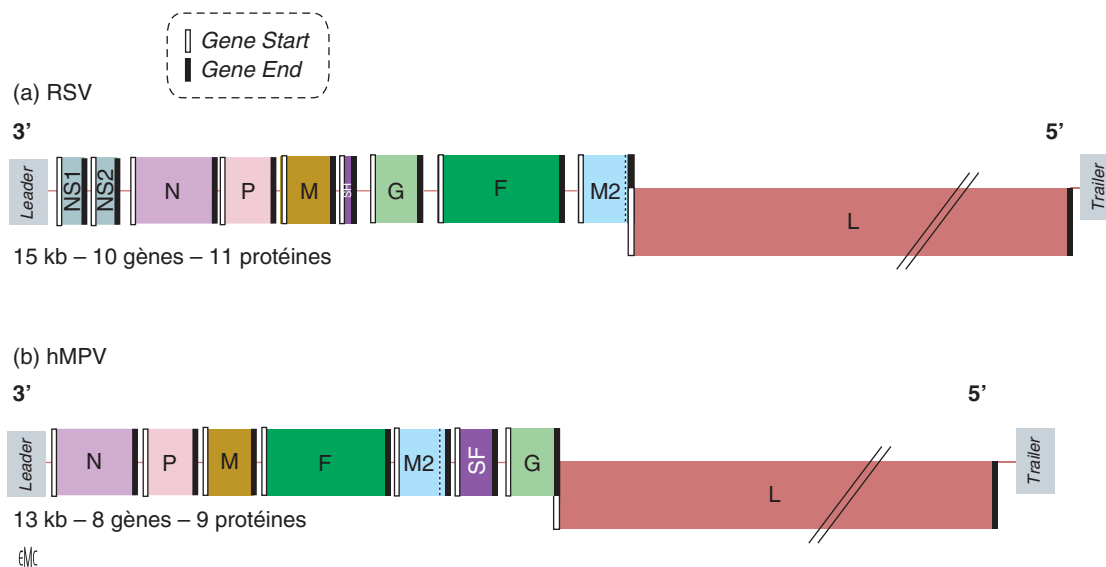 Gene Start
Gene End
(a) RSV
3' 5'
Leader NS1 NS2 N P M SH G F M2 L Trailer
15 kb – 10 gènes – 11 protéines
(b) hMPV
3' 5'
Leader N P M F M2 SF G L Trailer
13 kb – 8 gènes – 9 protéines
EMC